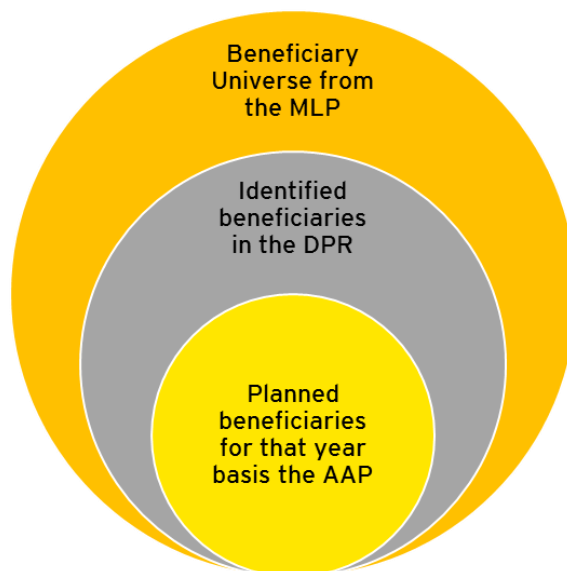 Beneficiary
Universe from
the MLP
Identified
beneficiaries
in the DPR
Planned
beneficiaries
for that year
basis the AAP